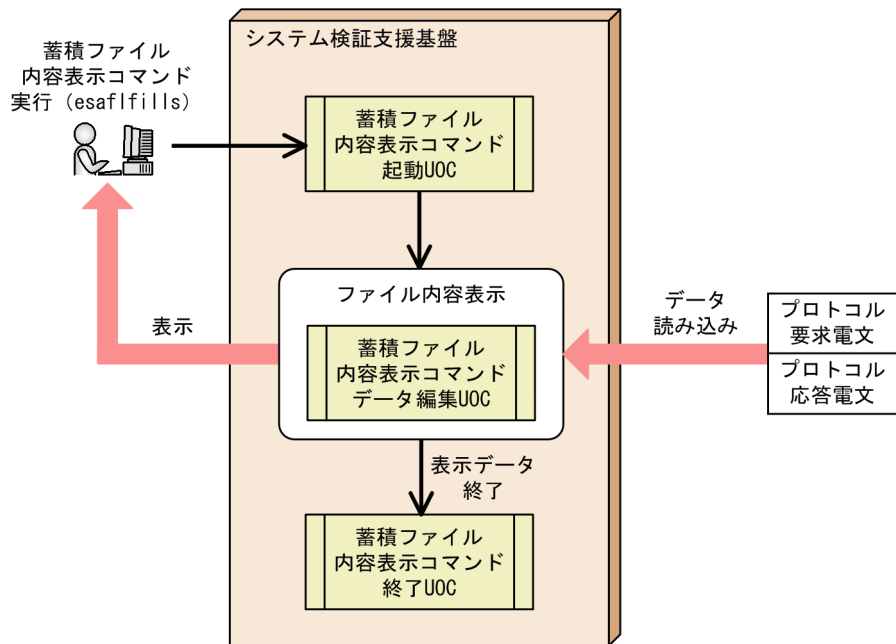 システム検証支援基盤
蓄積ファイル
内容表示コマンド
実行（esaflfills）
蓄積ファイル
内容表示コマンド
起動UOC
ファイル内容表示
蓄積ファイル
内容表示コマンド
データ編集UOC
表示
データ
読み込み
プロトコル
要求電文
プロトコル
応答電文
表示データ
終了
蓄積ファイル
内容表示コマンド
終了UOC